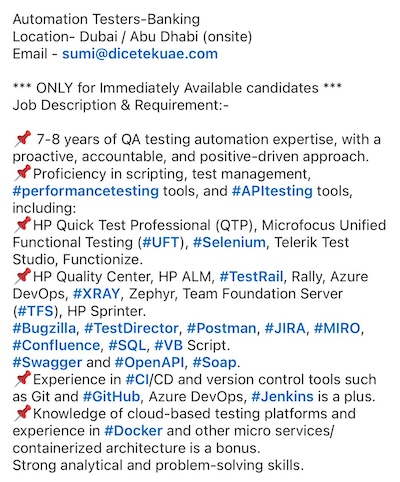 Automation Testers-Banking
Location- Dubai / Abu Dhabi (onsite)
Email - sumi@dicetekuae.com
*** ONLY for Immediately Available candidates ***
Job Description & Requirement:-
📌 7-8 years of QA testing automation expertise, with a
proactive, accountable, and positive-driven approach.
📌Proficiency in scripting, test management,
#performancetesting tools, and #APItesting tools,
including:
📌HP Quick Test Professional (QTP), Microfocus Unified
Functional Testing (#UFT), #Selenium, Telerik Test
Studio, Functionize.
📌HP Quality Center, HP ALM, #TestRail, Rally, Azure
DevOps, #XRAY, Zephyr, Team Foundation Server
(#TFS), HP Sprinter.
#Bugzilla, #TestDirector, #Postman, #JIRA, #MIRO,
#Confluence, #SQL, #VB Script.
#Swagger and #OpenAPI, #Soap.
📌Experience in #CI/CD and version control tools such
as Git and #GitHub, Azure DevOps, #Jenkins is a plus.
📌Knowledge of cloud-based testing platforms and
experience in #Docker and other micro services/
containerized architecture is a bonus.
Strong analytical and problem-solving skills.